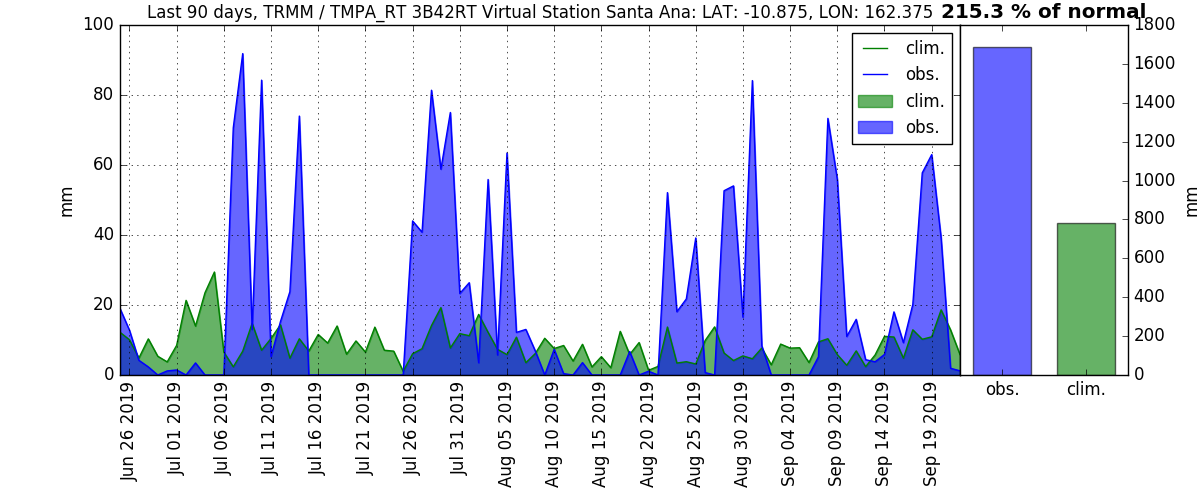 Last 90 days, TRMM / TMPA_RT 3B42RT Virtual Station Santa Ana: LAT: -10.875, LON: 162.375 215.3 % of normal
100
80
60
40
20
0
mm
clim.
obs.
clim.
obs.
1800
1600
1400
1200
1000
800
600
400
200
0
mm
obs.
clim.
Jun 26 2019
Jul 01 2019
Jul 06 2019
Jul 11 2019
Jul 16 2019
Jul 21 2019
Jul 26 2019
Jul 31 2019
Aug 05 2019
Aug 10 2019
Aug 15 2019
Aug 20 2019
Aug 25 2019
Aug 30 2019
Sep 04 2019
Sep 09 2019
Sep 14 2019
Sep 19 2019